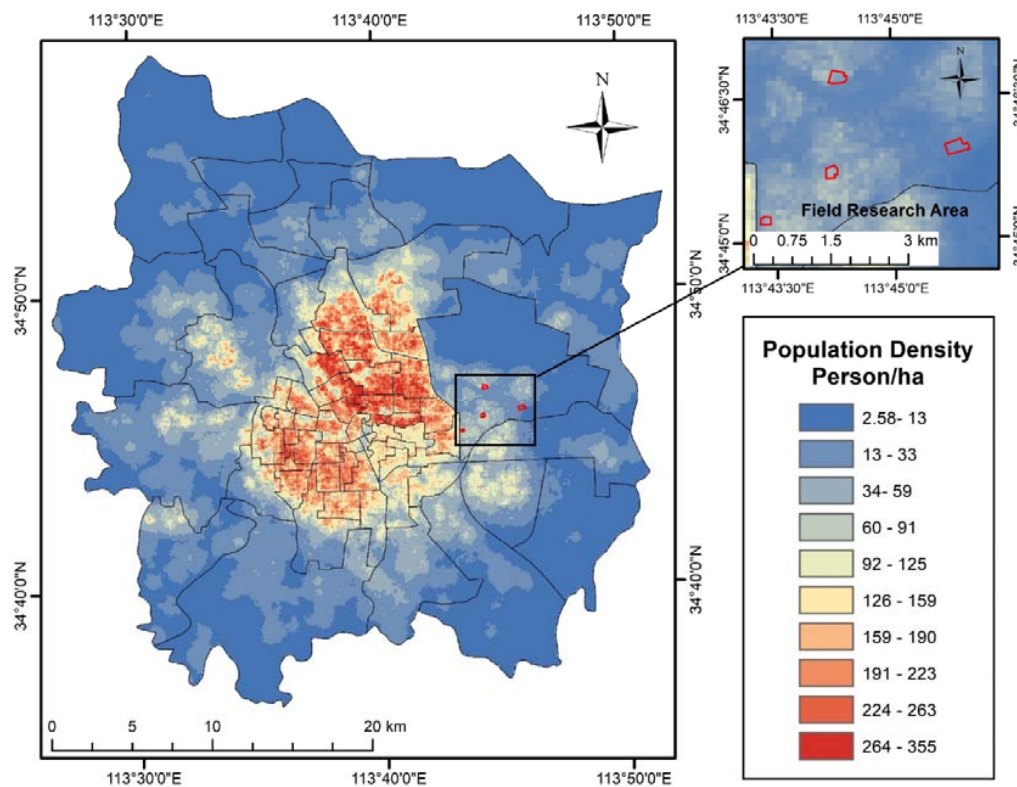 113°30'0"E
113°40'0"E
113°50'0"E
113°43'30"E
113°45'0"E
N
N
34°46'30"N
34°45'0"N
34°45'0"N
Field Research Area
0 0.75 1.5 3 km
113°43'30"E
113°45'0"E
34°50'0"N
34°50'0"N
34°40'0"N
34°40'0"N
Population Density
Person/ha
2.58- 13
13 - 33
34- 59
60 - 91
92 - 125
126 - 159
159 - 190
191 - 223
224 - 263
264 - 355
0 5 10 20 km
113°30'0"E
113°40'0"E
113°50'0"E